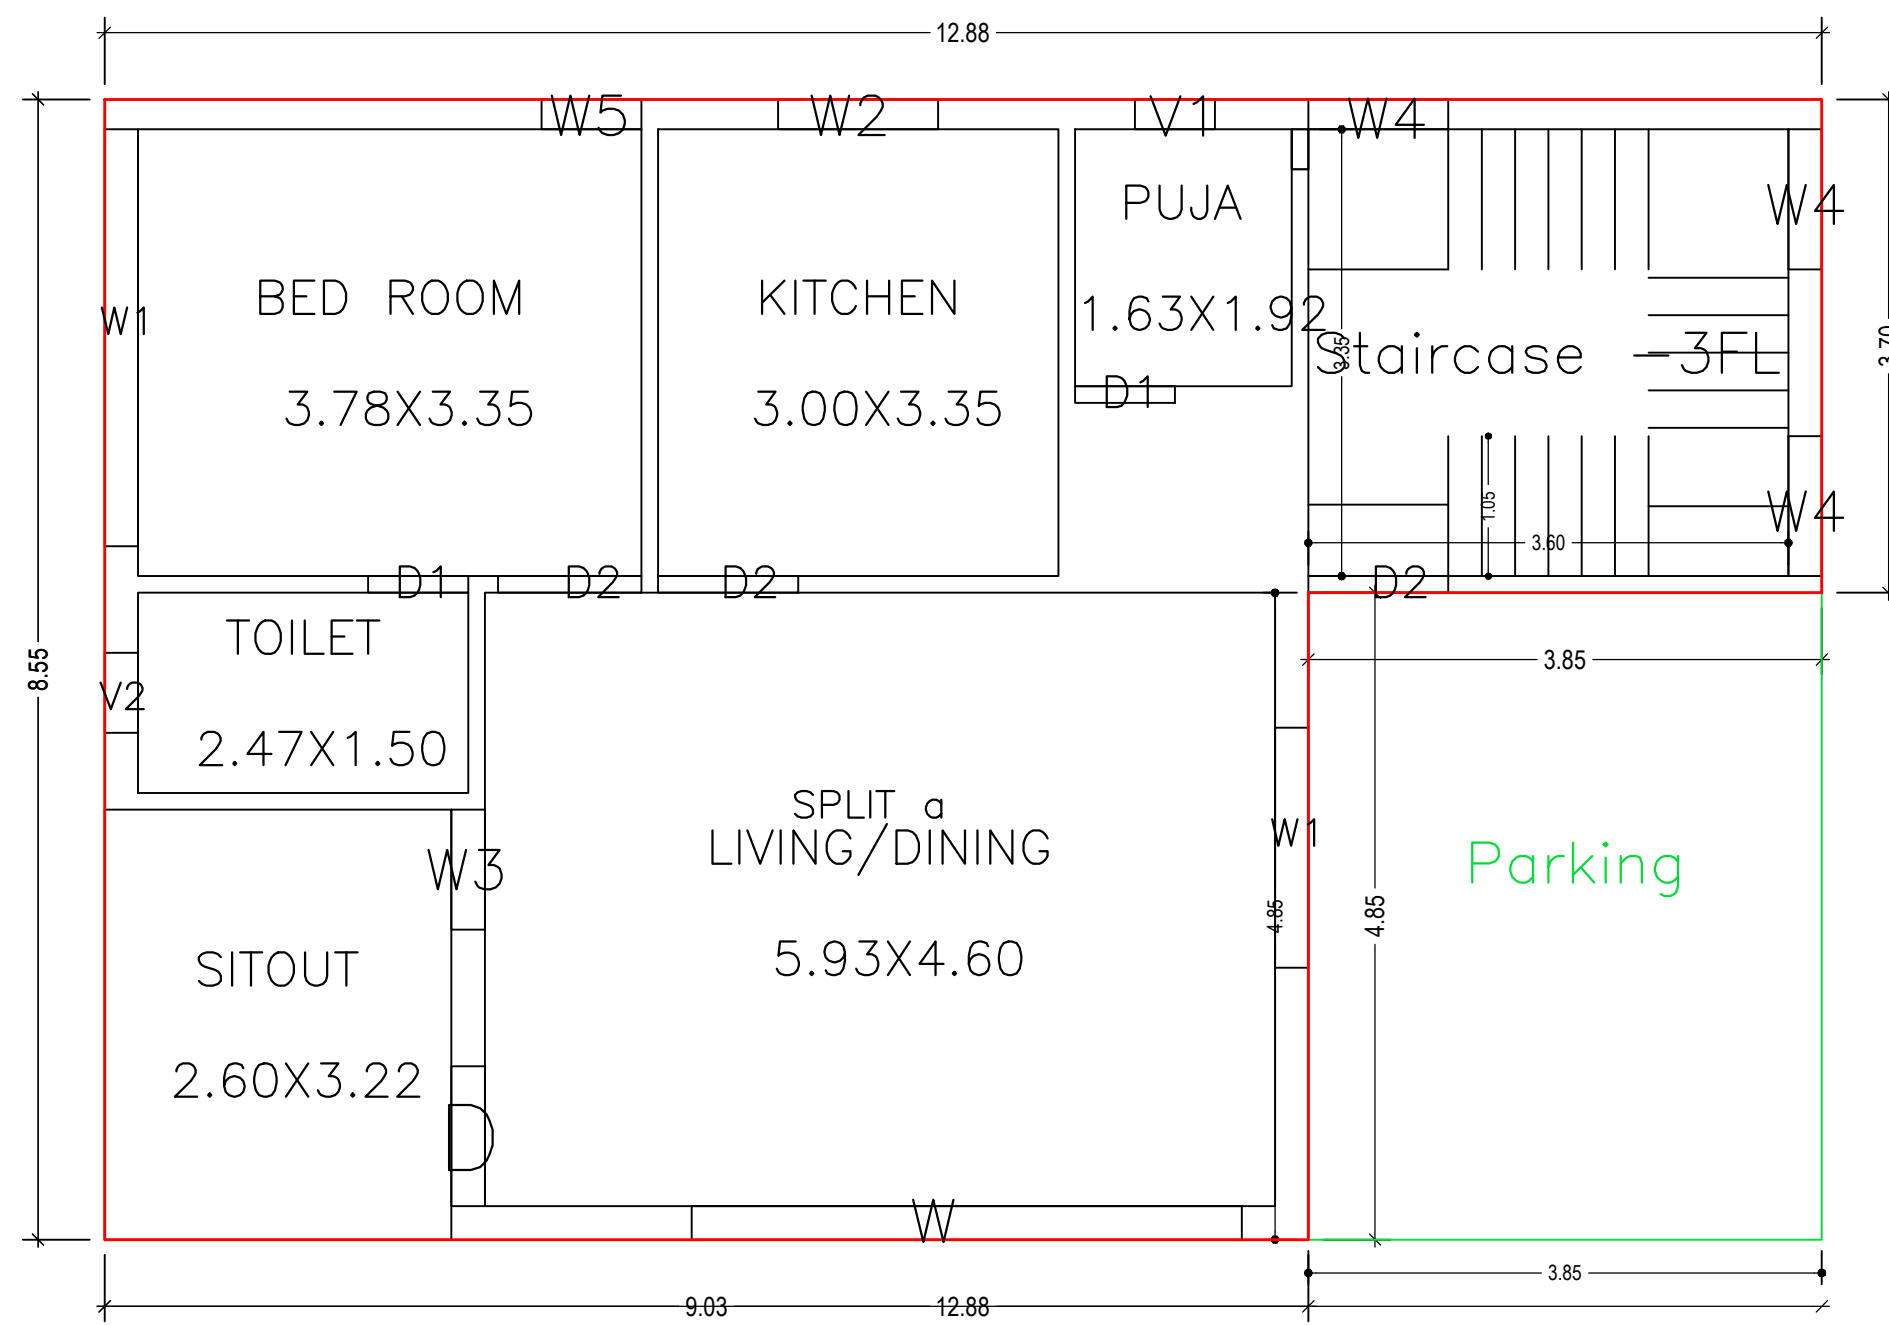 12.88
W5 W2 V1 W4
PUJA
W4
BED ROOM
KITCHEN
1.63X1.92
W1
3.70
3.35
Staircase - 3FL
3.78X3.35
3.00X3.35
D1
1.05
W4
3.60
D1 D2 D2 D2
TOILET
8.55
3.85
V2
2.47X1.50
SPLIT a
LIVING/DINING
W1
W3
Parking
4.85
4.85
SITOUT
5.93X4.60
2.60X3.22
D
W
3.85
9.03
12.88